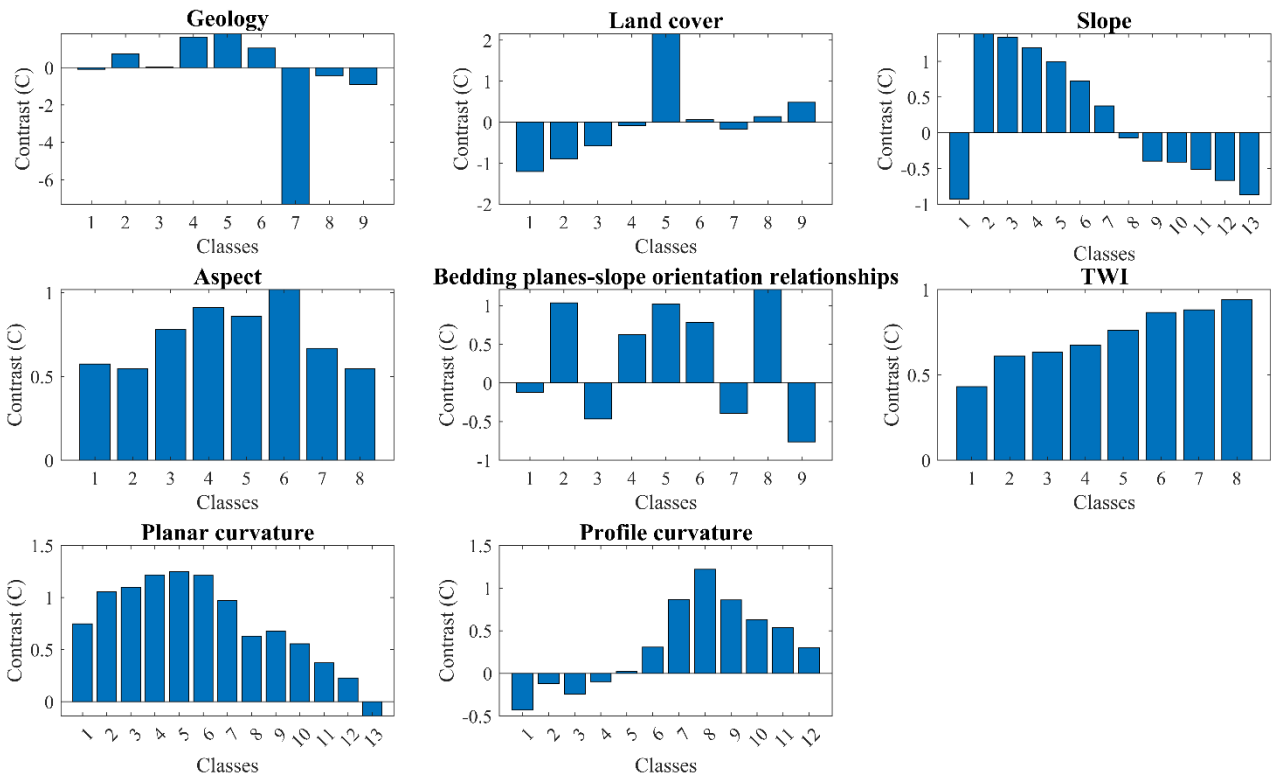 Geology
Contrast (C)
0
-2
-4
-6
1 2 3 4 5 6 7 8 9
Classes
Land cover
Contrast (C)
2
1
0
-1
-2
1 2 3 4 5 6 7 8 9
Classes
Slope
Contrast (C)
1
0.5
0
-0.5
-1
1 2 3 4 5 6 7 8 9 10 11 12 13
Classes
Aspect
Contrast (C)
1
0.5
0
1 2 3 4 5 6 7 8
Classes
Bedding planes-slope orientation relationships
Contrast (C)
1
0.5
0
-0.5
-1
1 2 3 4 5 6 7 8 9
Classes
TWI
Contrast (C)
1
0.5
0
1 2 3 4 5 6 7 8
Classes
Planar curvature
Contrast (C)
1.5
1
0.5
0
1 2 3 4 5 6 7 8 9 10 11 12 13
Classes
Profile curvature
Contrast (C)
1.5
1
0.5
0
-0.5
1 2 3 4 5 6 7 8 9 10 11 12
Classes